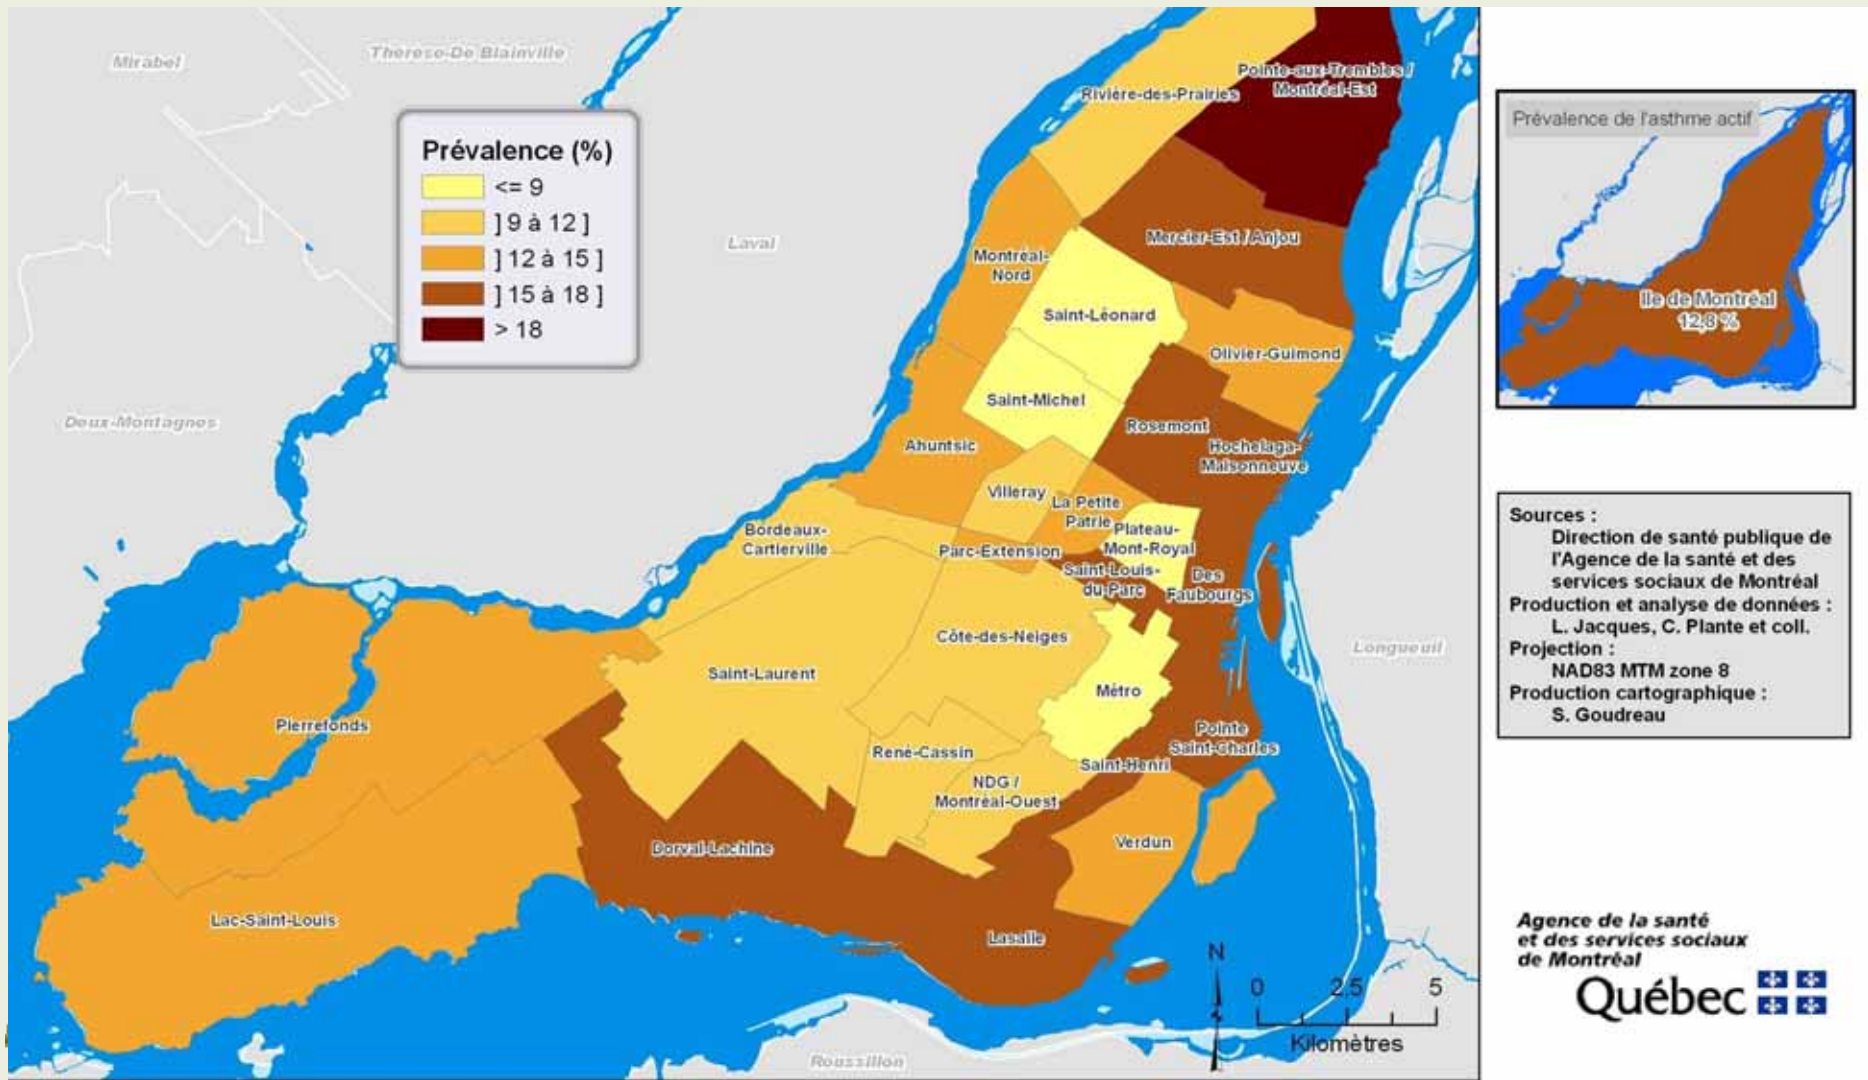 Mirabel
Thérèse-De Blainville
Prévalence (%)
<= 9
] 9 à 12 ]
] 12 à 15 ]
] 15 à 18 ]
> 18
Laval
Deux-Montagnes
Longueuil
Roussillon
Rivière-des-Prairies
Pointe-aux-Trembles /
Montréal-Est
Mercier-Est / Anjou
Montréal-
Nord
Saint-Léonard
Olivier-Guimond
Saint-Michel
Rosemont
Hochelaga-
Maisonneuve
Ahuntsic
Villeray
La Petite
Patrie
Plateau-
Mont-Royal
Bordeaux-
Cartierville
Parc-Extension
Saint-Louis-
du-Parc
Des
Faubourgs
Côte-des-Neiges
Saint-Laurent
Métro
Pierrefonds
Pointe
Saint-Charles
René-Cassin
Saint-Henri
NDG /
Montréal-Ouest
Verdun
Dorval-Lachine
Lac-Saint-Louis
Lasalle
N
0 2,5 5
Kilomètres
Prévalence de l'asthme actif
Ile de Montréal
12,8 %
Sources :
Direction de santé publique de
l'Agence de la santé et des
services sociaux de Montréal
Production et analyse de données :
L. Jacques, C. Plante et coll.
Projection :
NAD83 MTM zone 8
Production cartographique :
S. Goudreau
Agence de la santé
et des services sociaux
de Montréal
Québec